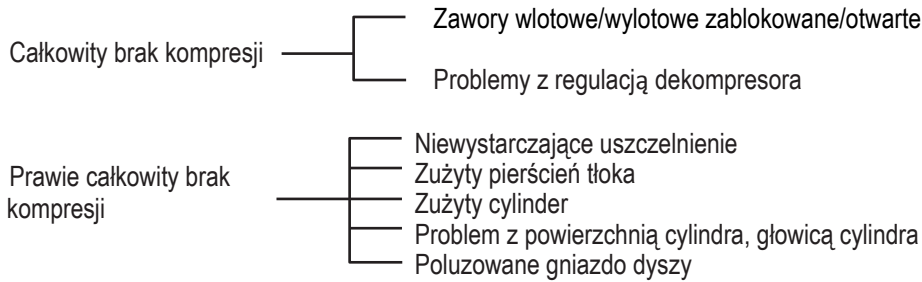 Całkowity brak kompresji
Zawory wlotowe/wylotowe zablokowane/otwarte
Problemy z regulacją dekompresora
Prawie całkowity brak
kompresji
Niewystarczające uszczelnienie
Zużyty pierścień tłoka
Zużyty cylinder
Problem z powierzchnią cylindra, głowicą cylindra
Poluzowane gniazdo dyszy